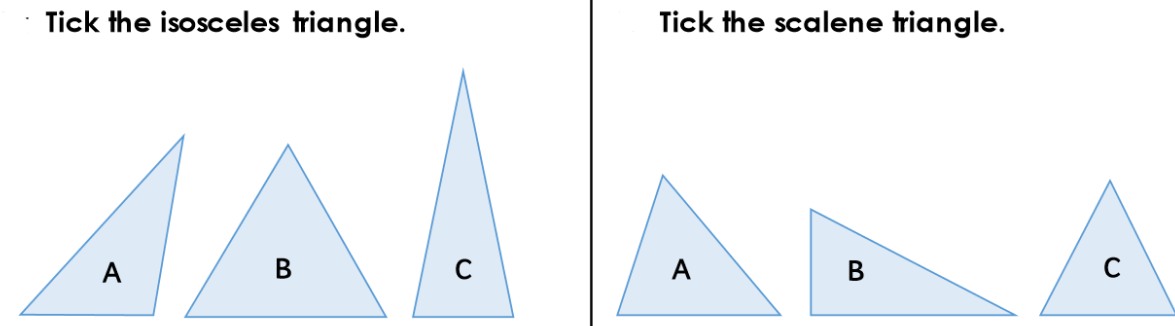 Tick the isosceles triangle.
A
B
C
Tick the scalene triangle.
A
B
C